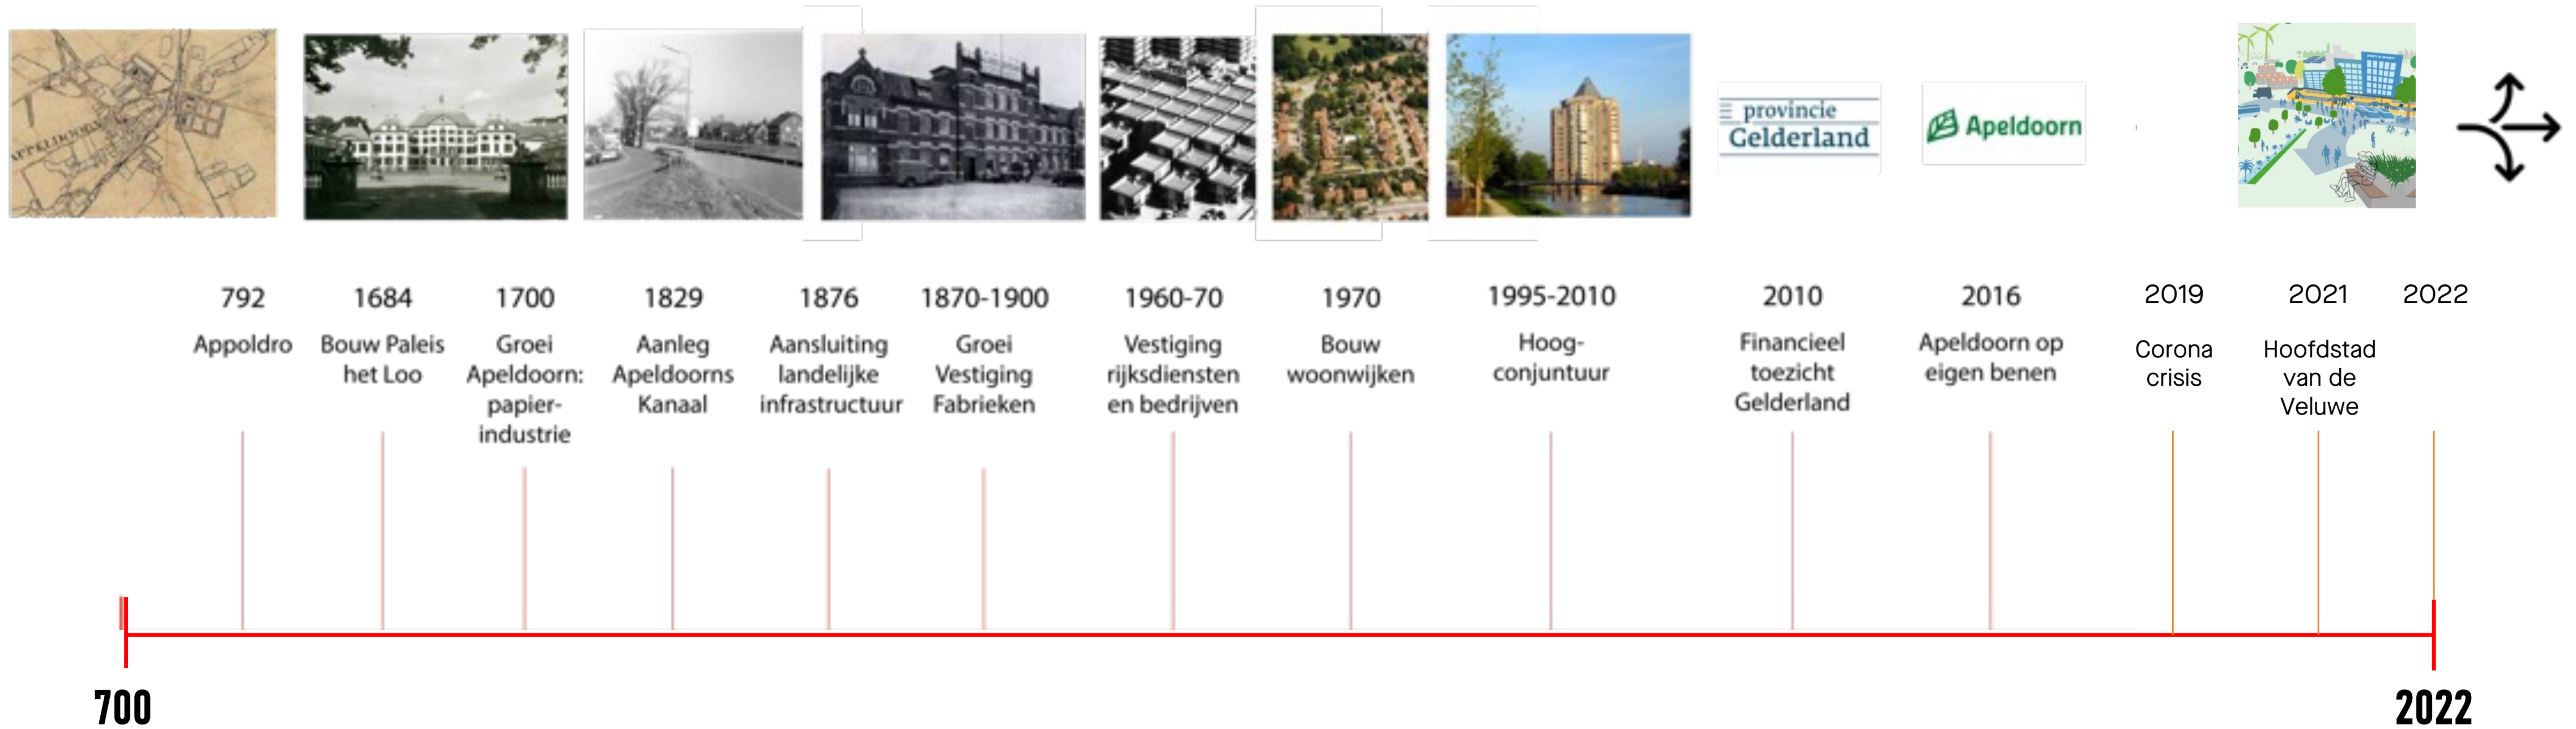 APPELDOORN
provincie
Gelderland
Apeldoorn
792
Appoldro
1684
Bouw Paleis
het Loo
1700
Groei
Apeldoorn:
papier-
industrie
1829
Aanleg
Apeldoorns
Kanaal
1876
Aansluiting
landelijke
infrastructuur
1870-1900
Groei
Vestiging
Fabrieken
1960-70
Vestiging
rijksdiensten
en bedrijven
1970
Bouw
woonwijken
1995-2010
Hoog-
conjuntuur
2010
Financieel
toezicht
Gelderland
2016
Apeldoorn op
eigen benen
2019
Corona
crisis
2021
Hoofdstad
van de
Veluwe
2022
700
2022